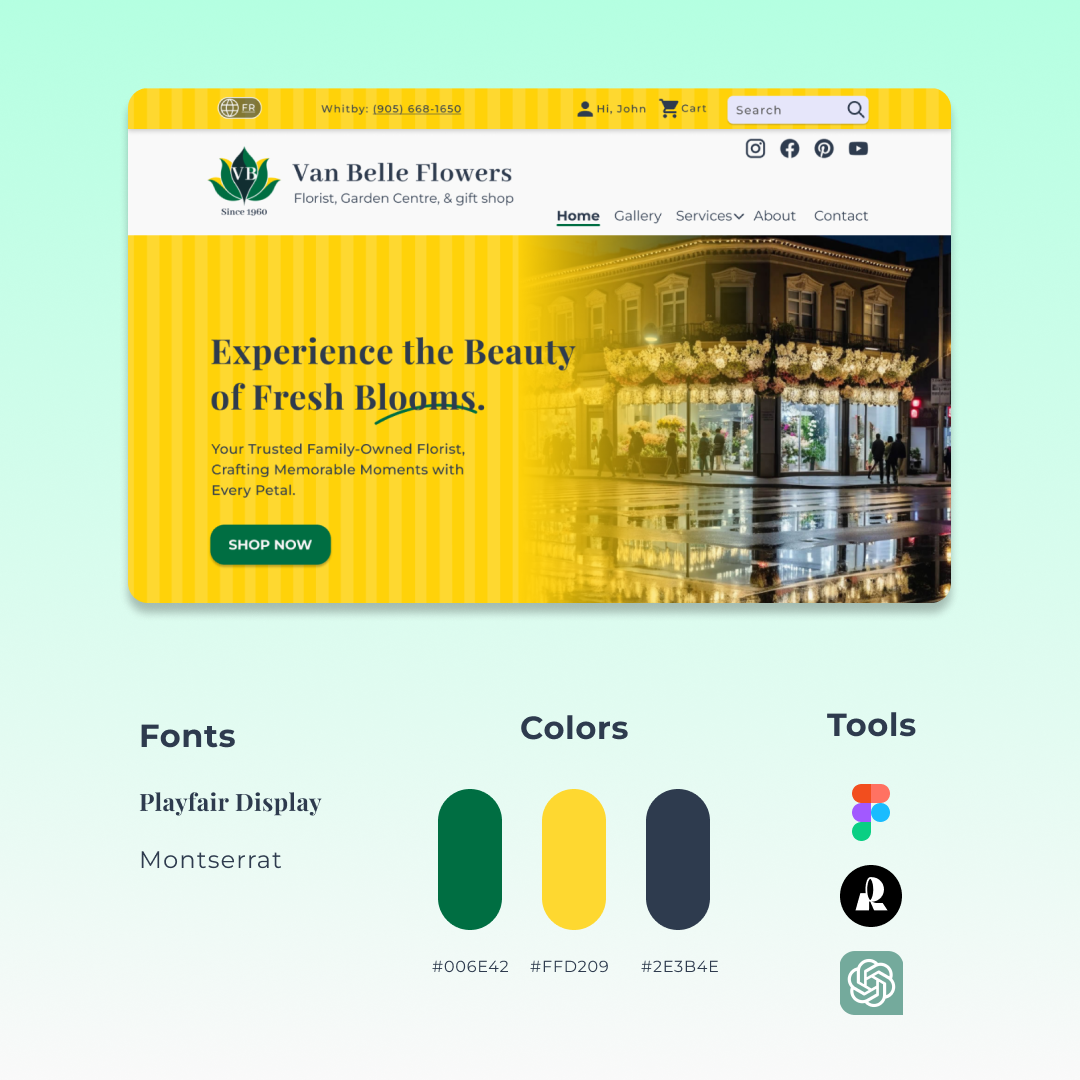 FR
Whitby: (905) 668-1650
Hi, John
Cart
Search
VB
Since 1960
Van Belle Flowers
Florist, Garden Centre, & gift shop
Home Gallery Services About Contact
Experience the Beauty
of Fresh Blooms.
Your Trusted Family-Owned Florist,
Crafting Memorable Moments with
Every Petal.
SHOP NOW
Fonts
Playfair Display
Montserrat
Colors
#006E42 #FFD209 #2E3B4E
Tools
R